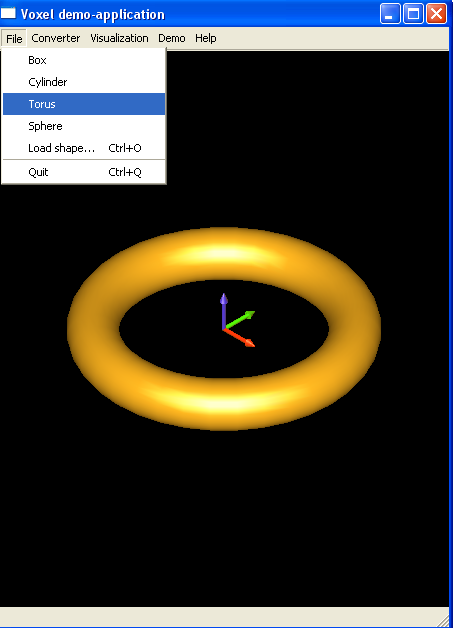 Voxel demo-application
File Converter Visualization Demo Help
Box
Cylinder
Torus
Sphere
Load shape... Ctrl+O
Quit Ctrl+Q